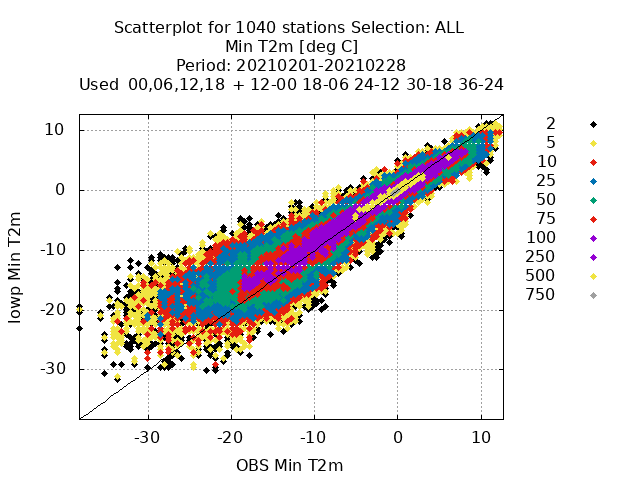 Scatterplot for 1040 stations Selection: ALL
Min T2m [deg C]
Period: 20210201-20210228
Used 00,06,12,18 + 12-00 18-06 24-12 30-18 36-24
10
0
-10
-20
-30
iowp Min T2m
-30 -20 -10 0 10
OBS Min T2m
2
5
10
25
50
75
100
250
500
750